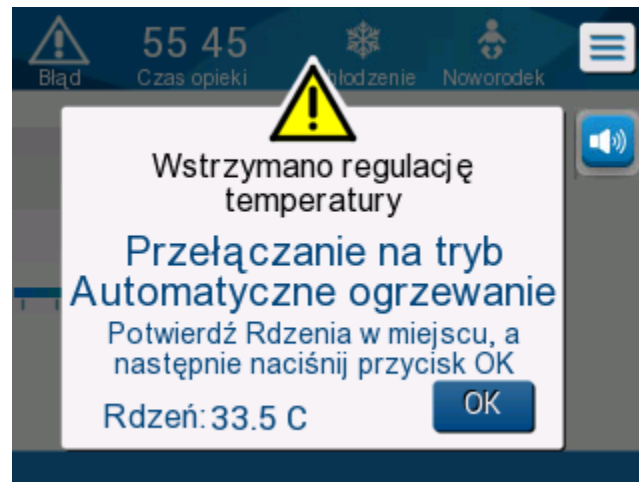 55 45
Błąd Czas opieki Noworodek
Wstrzymano regulację
temperatury
Przełączanie na tryb
Automatyczne ogrzewanie
Potwierdź Rdzenia w miejscu, a
następnie naciśnij przycisk OK
Rdzeń: 33.5 C
OK